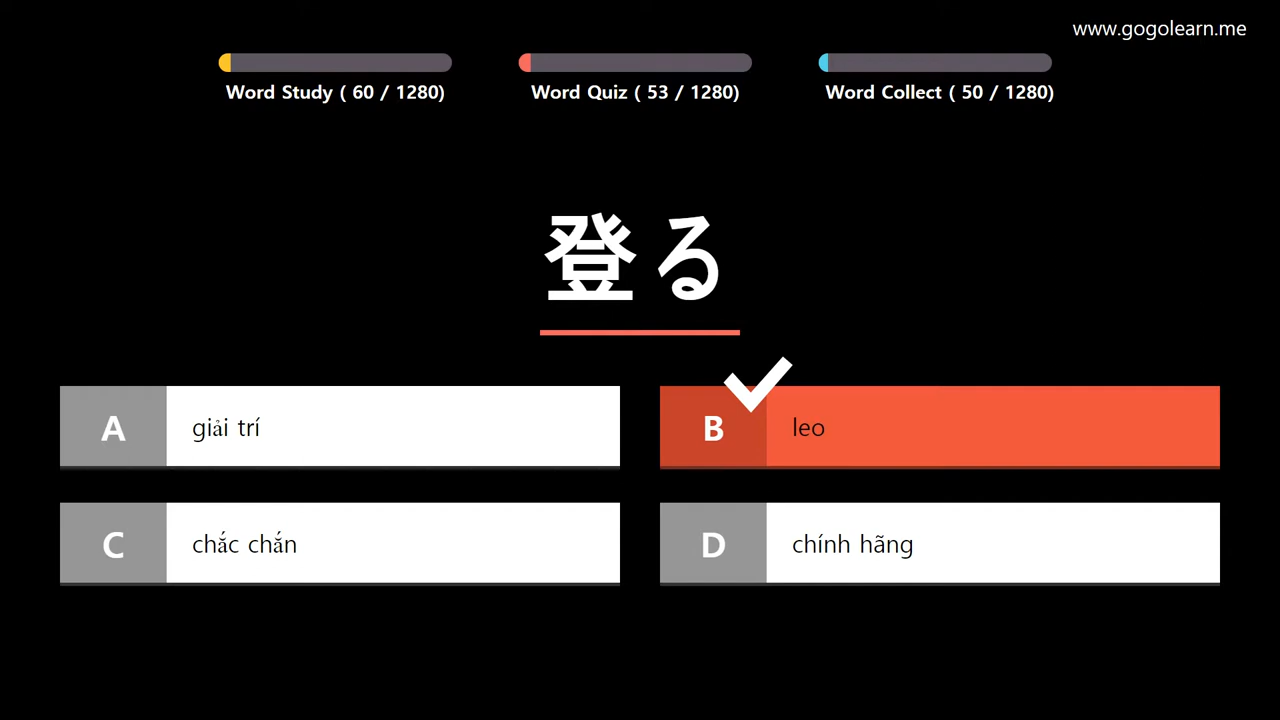 www.gogolearn.me
Word Study ( 60 / 1280)
Word Quiz ( 53 / 1280)
Word Collect ( 50 / 1280)
登る
A giải trí
B leo
C chắc chắn
D chính hãng